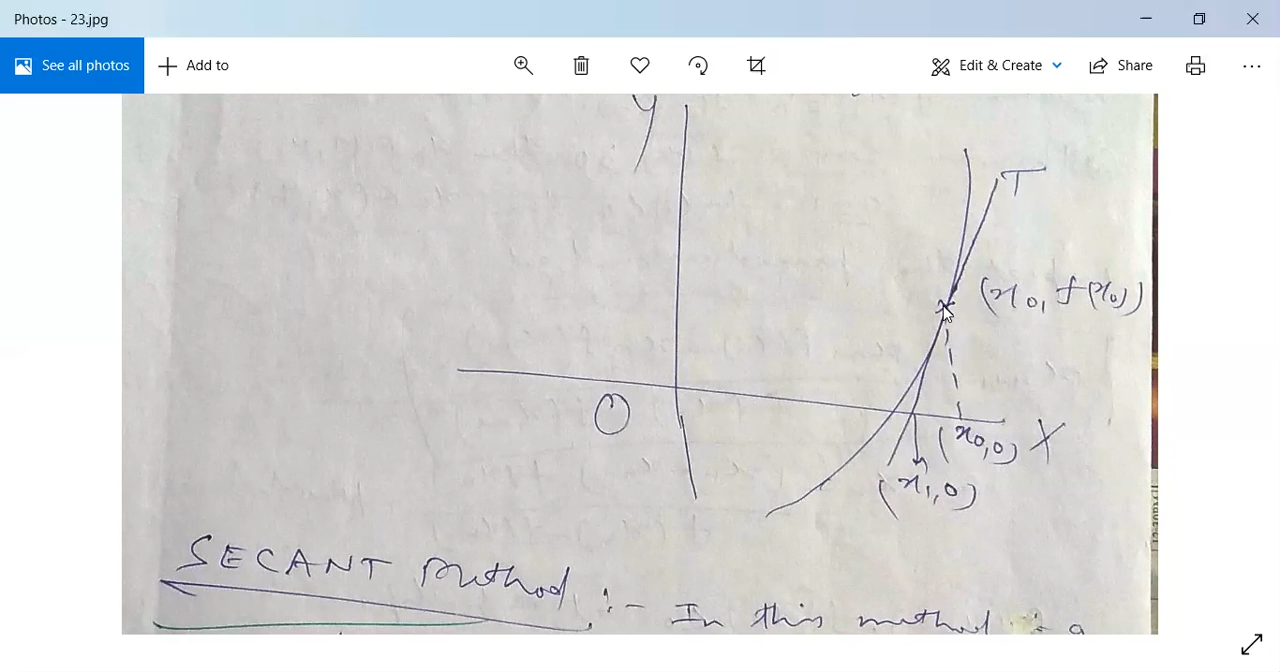 Photos - 23.jpg
See all photos
Add to
Edit & Create
Share
y
T
(x0, f(x0))
O
(x0,0) X
(x1,0)
SECANT Method :- In this method